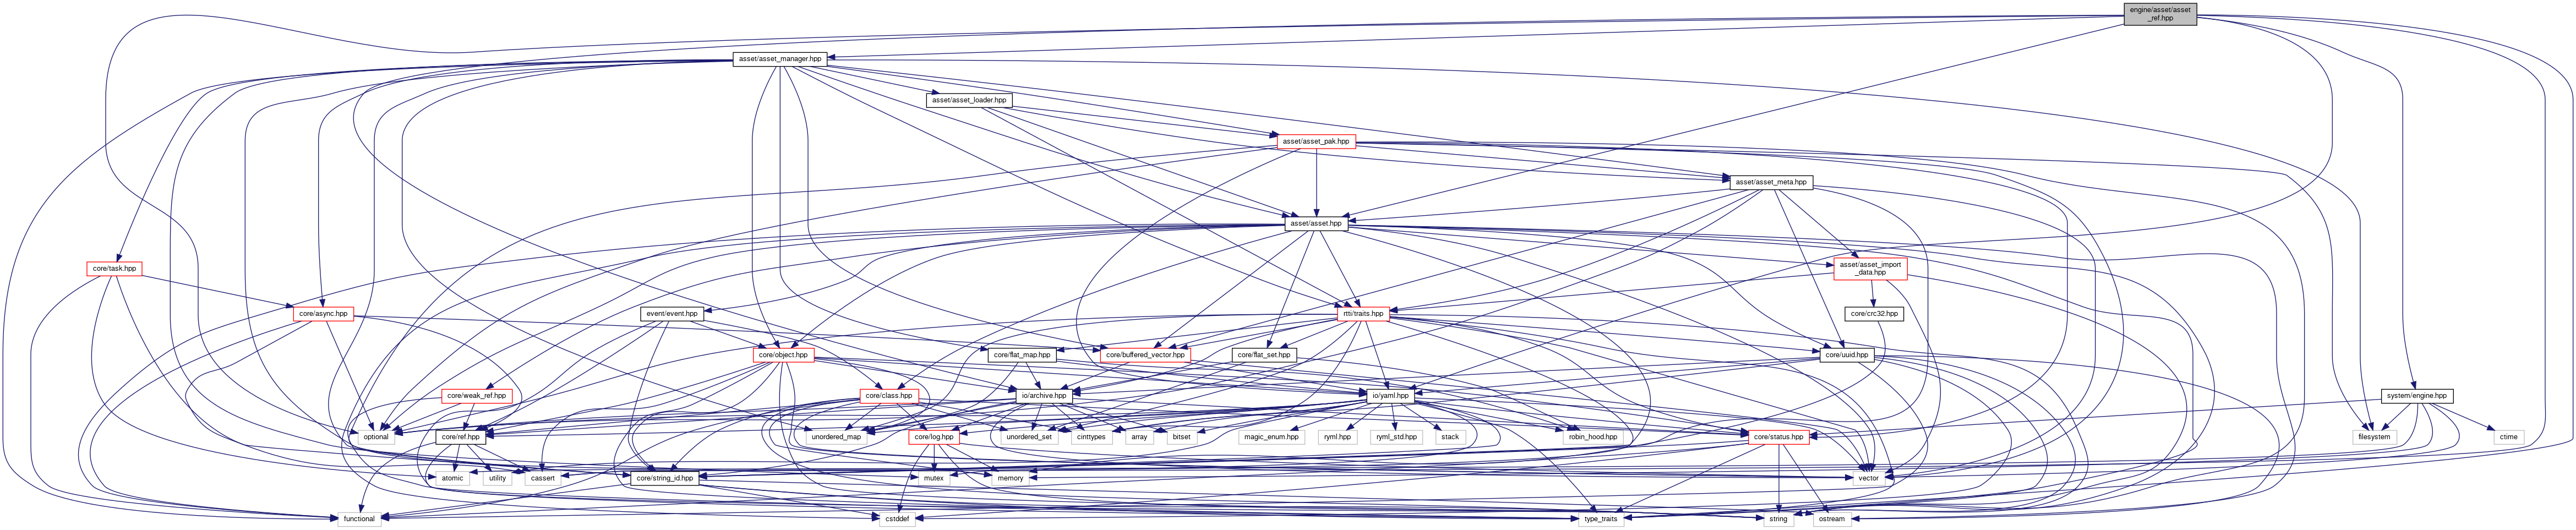 engine/asset/asset
_ref.hpp
asset/asset_manager.hpp
asset/asset_loader.hpp
asset/asset_pak.hpp
asset/asset_meta.hpp
asset/asset.hpp
core/task.hpp
asset/asset_import
_data.hpp
core/async.hpp
event/event.hpp
rtti/traits.hpp
core/crc32.hpp
core/object.hpp
core/flat_map.hpp
core/buffered_vector.hpp
core/flat_set.hpp
core/uuid.hpp
core/weak_ref.hpp
core/class.hpp
io/archive.hpp
io/yaml.hpp
system/engine.hpp
optional
core/ref.hpp
unordered_map
core/log.hpp
unordered_set
cinttypes
array
bitset
magic_enum.hpp
ryml.hpp
ryml_std.hpp
stack
robin_hood.hpp
core/status.hpp
filesystem
ctime
atomic
utility
cassert
core/string_id.hpp
mutex
memory
vector
functional
cstddef
type_traits
string
ostream